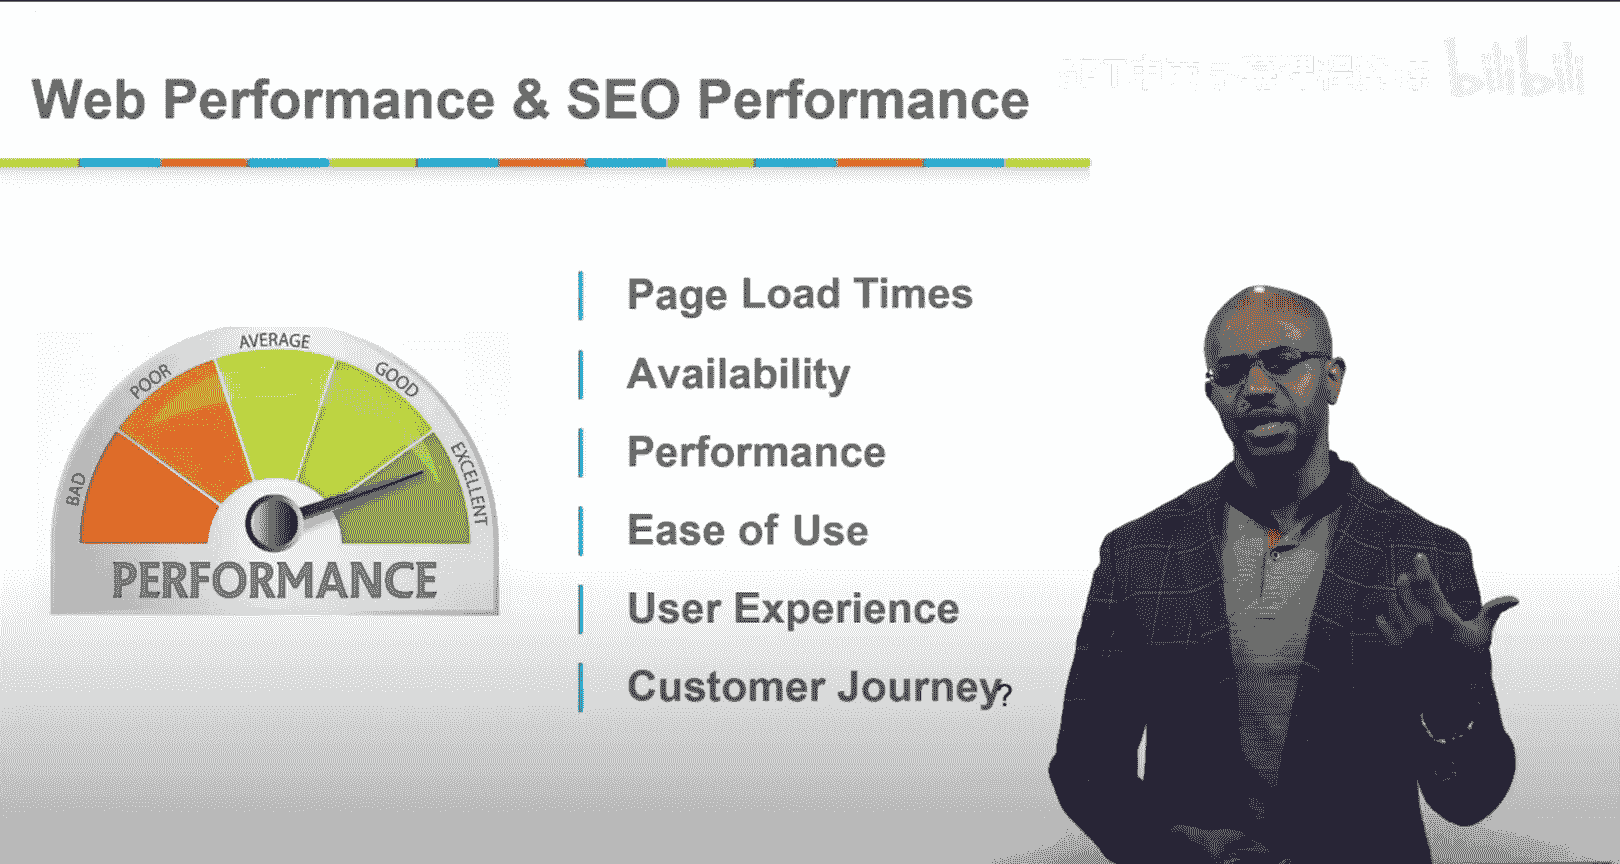 Web Performance & SEO Performance
bilibili
Page Load Times
Availability
Performance
Ease of Use
User Experience
Customer Journey?
BAD
POOR
AVERAGE
GOOD
EXCELLENT
PERFORMANCE